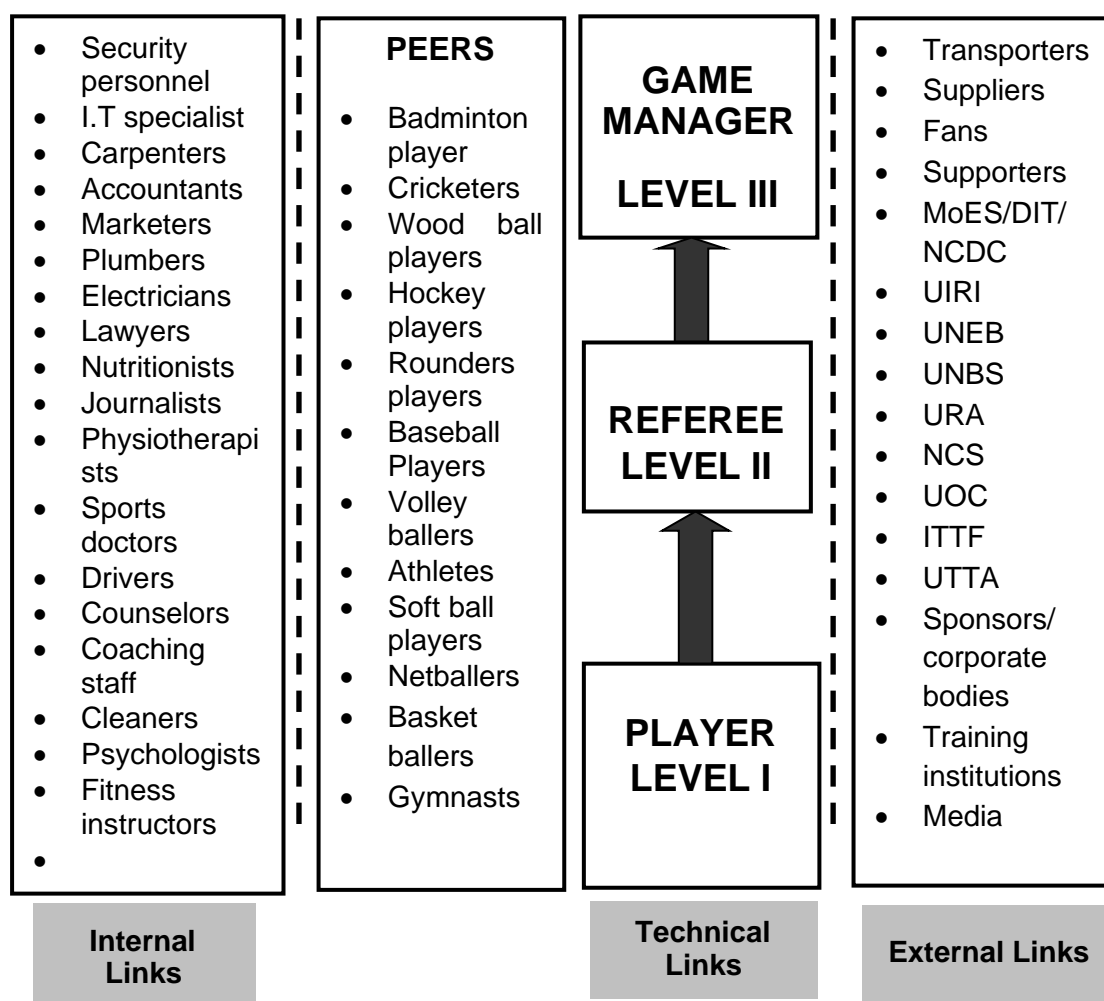 • Security
personnel
• I.T specialist
• Carpenters
• Accountants
• Marketers
• Plumbers
• Electricians
• Lawyers
• Nutritionists
• Journalists
• Physiotherapi
sts
• Sports
doctors
• Drivers
• Counselors
• Coaching
staff
• Cleaners
• Psychologists
• Fitness
instructors
•
Internal
Links
PEERS
• Badminton
player
• Cricketers
• Wood ball
players
• Hockey
players
• Rounders
players
• Baseball
Players
• Volley
ballers
• Athletes
• Soft ball
players
• Netballers
• Basket
ballers
• Gymnasts
GAME
MANAGER
LEVEL III
REFEREE
LEVEL II
PLAYER
LEVEL I
Technical
Links
• Transporters
• Suppliers
• Fans
• Supporters
• MoES/DIT/
NCDC
• UIRI
• UNEB
• UNBS
• URA
• NCS
• UOC
• ITTF
• UTTA
• Sponsors/
corporate
bodies
• Training
institutions
• Media
External Links